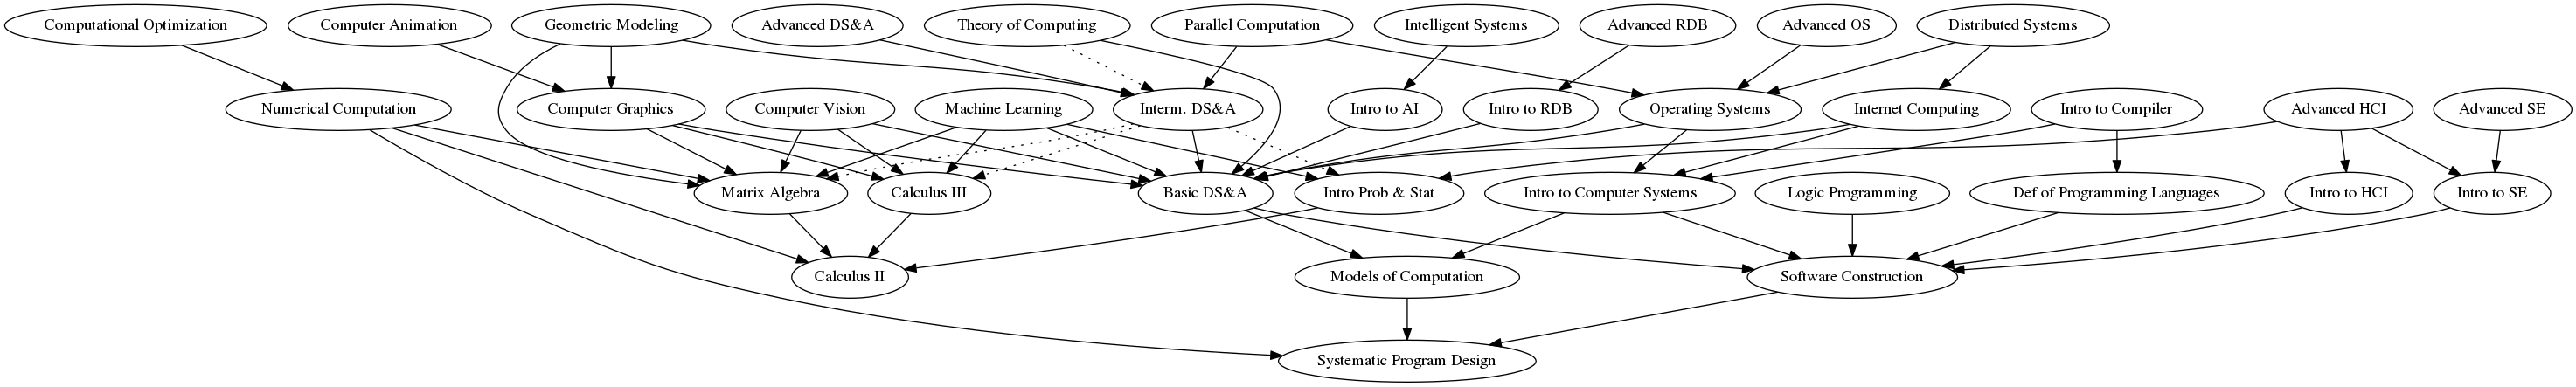 Computational Optimization
Computer Animation
Geometric Modeling
Advanced DS&A
Theory of Computing
Parallel Computation
Intelligent Systems
Advanced RDB
Advanced OS
Distributed Systems
Numerical Computation
Computer Graphics
Computer Vision
Machine Learning
Interm. DS&A
Intro to AI
Intro to RDB
Operating Systems
Internet Computing
Intro to Compiler
Advanced HCI
Advanced SE
Matrix Algebra
Calculus III
Basic DS&A
Intro Prob & Stat
Intro to Computer Systems
Logic Programming
Def of Programming Languages
Intro to HCI
Intro to SE
Calculus II
Models of Computation
Software Construction
Systematic Program Design